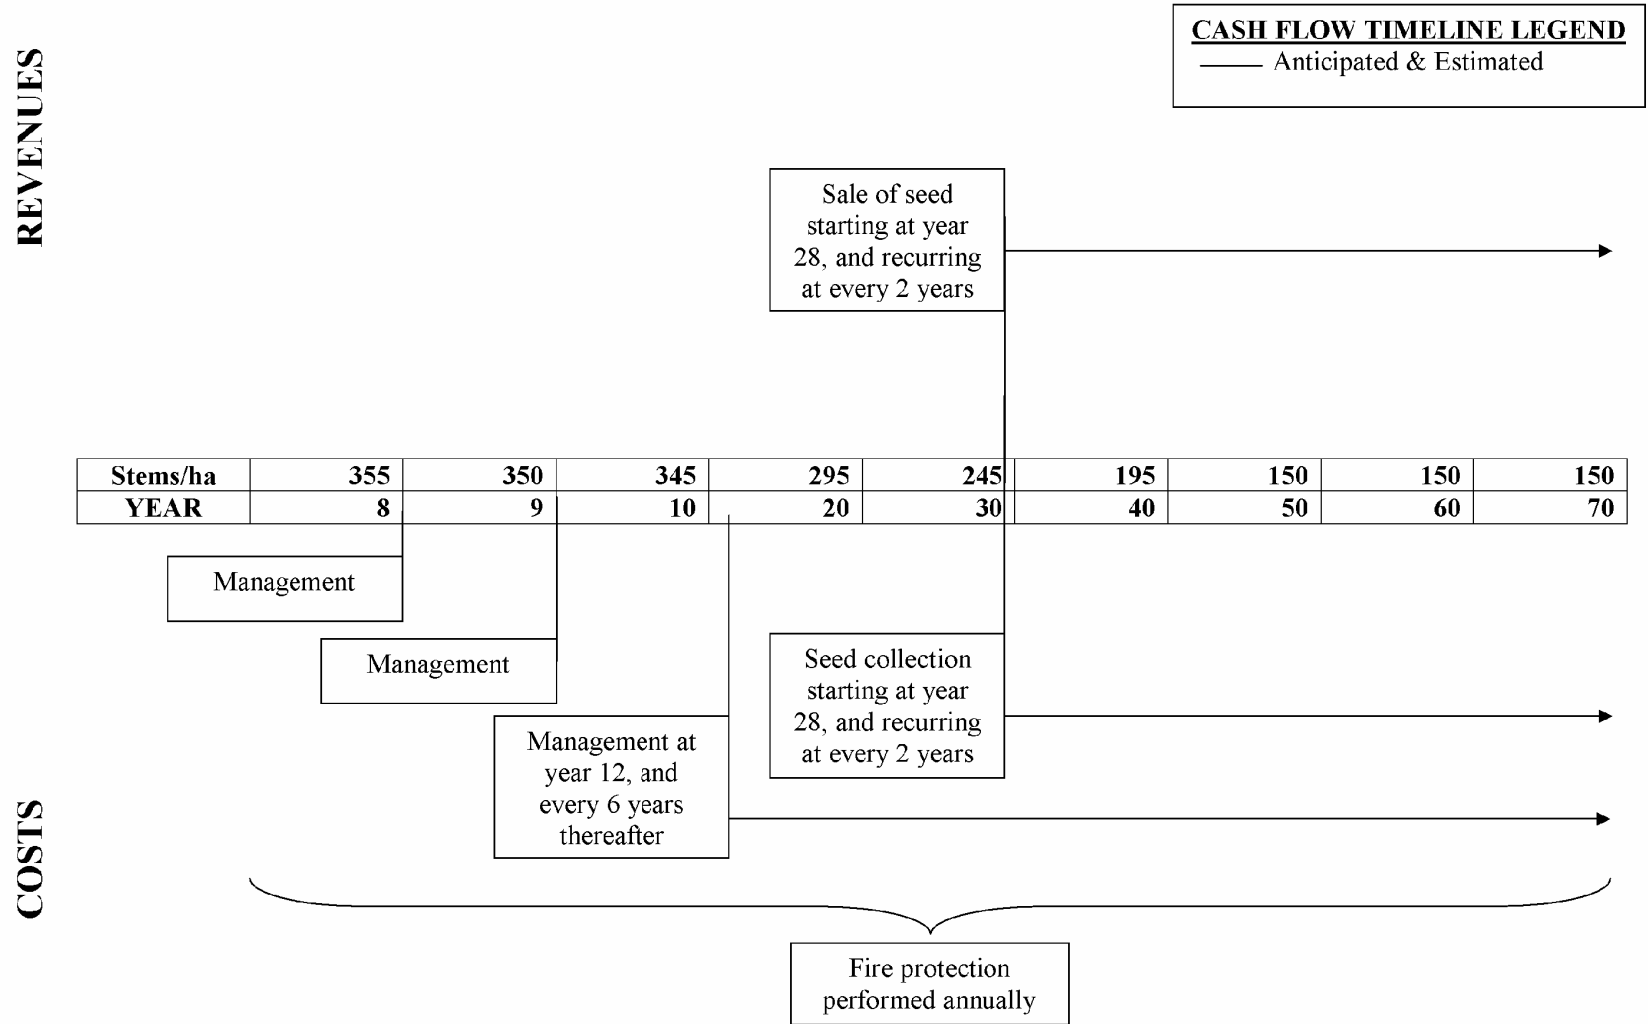 CASH FLOW TIMELINE LEGEND
Anticipated & Estimated
REVENUES
Sale of seed
starting at year
28, and recurring
at every 2 years
Stems/ha 355 350 345 295 245 195 150 150 150
YEAR 8 9 10 20 30 40 50 60 70
Management
Management
Management at
year 12, and
every 6 years
thereafter
Seed collection
starting at year
28, and recurring
at every 2 years
COSTS
Fire protection
performed annually